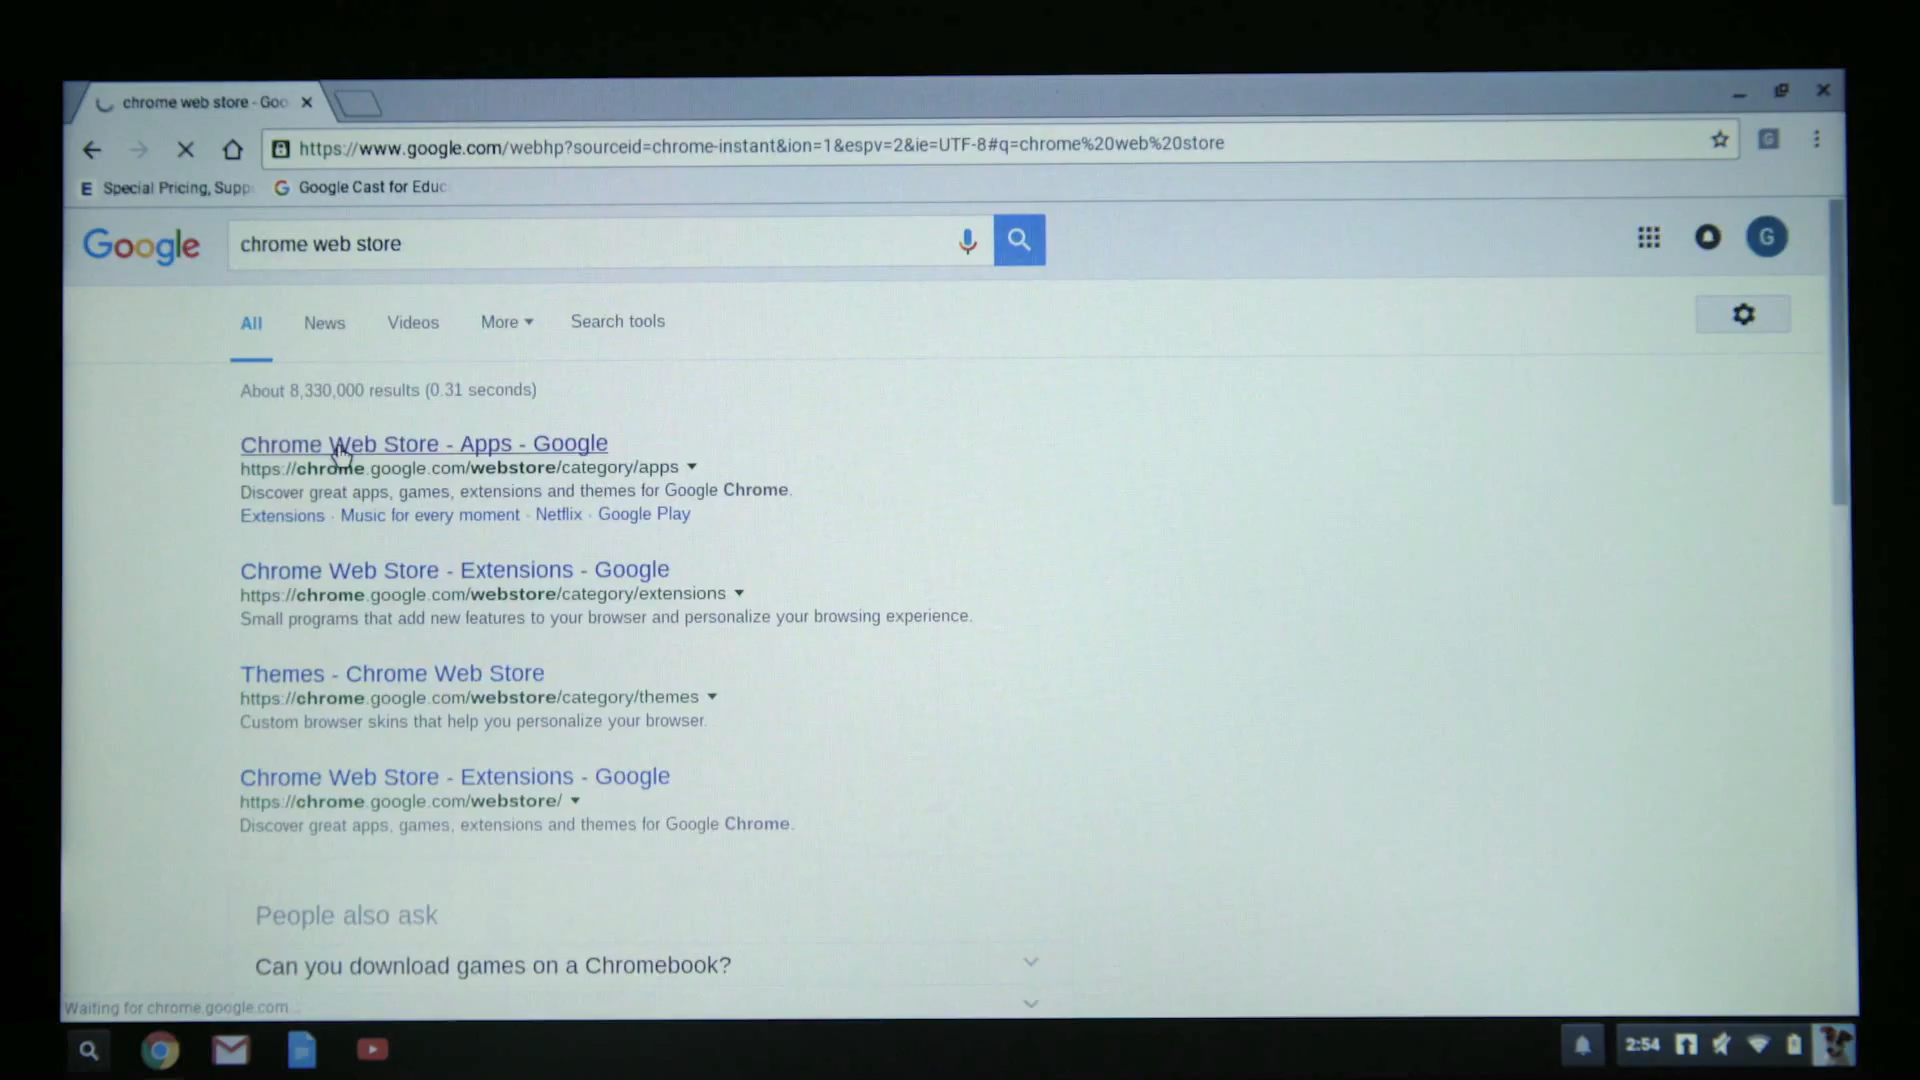 chrome web store - Goo
https://www.google.com/webhp?sourceid=chrome-instant&ion=1&espv=2&ie=UTF-8#q=chrome%20web%20store
G
E Special Pricing, Supp
G Google Cast for Educ
Google
chrome web store
G
All News Videos More Search tools
About 8,330,000 results (0.31 seconds)
Chrome Web Store - Apps - Google
https://chrome.google.com/webstore/category/apps
Discover great apps, games, extensions and themes for Google Chrome.
Extensions · Music for every moment · Netflix · Google Play
Chrome Web Store - Extensions - Google
https://chrome.google.com/webstore/category/extensions
Small programs that add new features to your browser and personalize your browsing experience.
Themes - Chrome Web Store
https://chrome.google.com/webstore/category/themes
Custom browser skins that help you personalize your browser.
Chrome Web Store - Extensions - Google
https://chrome.google.com/webstore/
Discover great apps, games, extensions and themes for Google Chrome.
People also ask
Can you download games on a Chromebook?
Waiting for chrome.google.com...
2:54